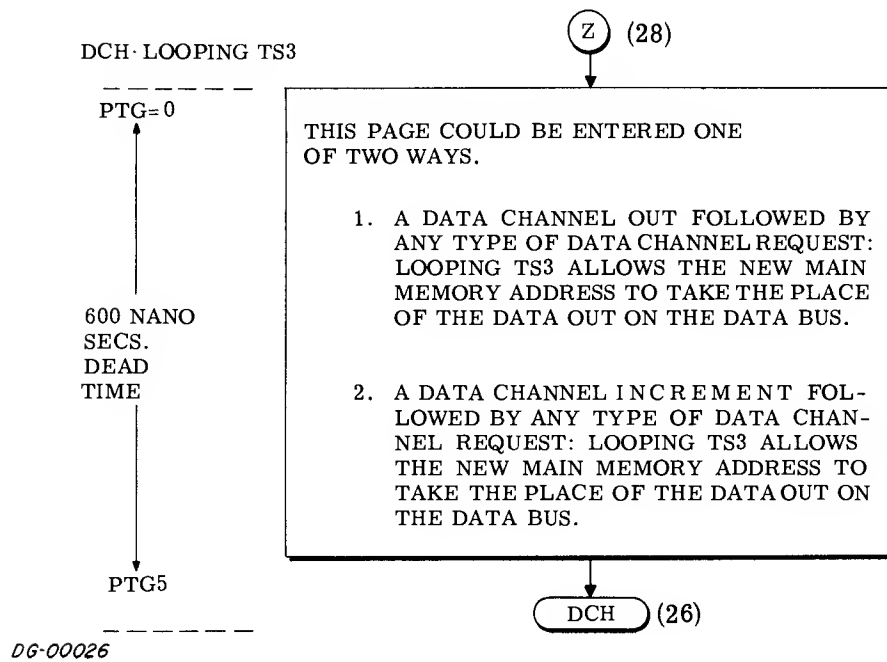 Z (28)
DCH·LOOPING TS3
PTG=0
THIS PAGE COULD BE ENTERED ONE
OF TWO WAYS.
1. A DATA CHANNEL OUT FOLLOWED BY
ANY TYPE OF DATA CHANNEL REQUEST:
LOOPING TS3 ALLOWS THE NEW MAIN
MEMORY ADDRESS TO TAKE THE PLACE
OF THE DATA OUT ON THE DATA BUS.
600 NANO
SECS.
DEAD
TIME
2. A DATA CHANNEL INCREMENT FOL-
LOWED BY ANY TYPE OF DATA CHAN-
NEL REQUEST: LOOPING TS3 ALLOWS
THE NEW MAIN MEMORY ADDRESS TO
TAKE THE PLACE OF THE DATA OUT ON
THE DATA BUS.
PTG5
DCH (26)
DG-00026